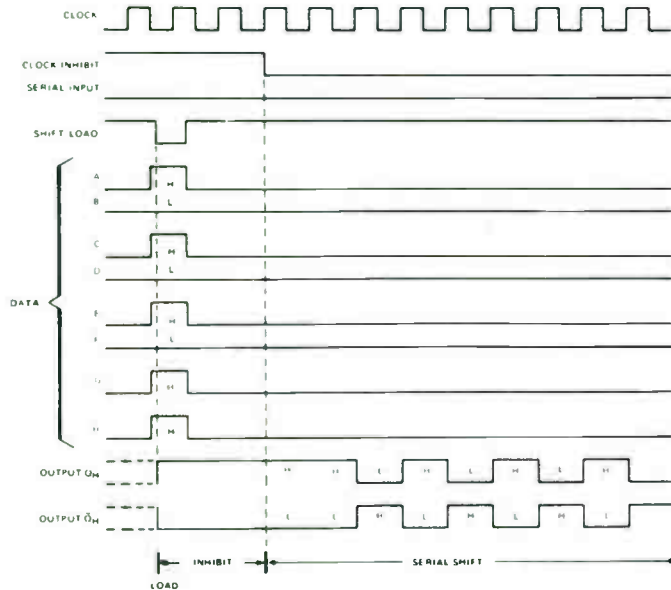 CLOCK
CLOCK INHIBIT
SERIAL INPUT
SHIFT LOAD
A
H
B
L
C
H
D
L
DATA
E
H
F
L
G
H
H
H
OUTPUT QH
H H L H L H L H
OUTPUT Q̅H
L L H L H L H L
INHIBIT
SERIAL SHIFT
LOAD